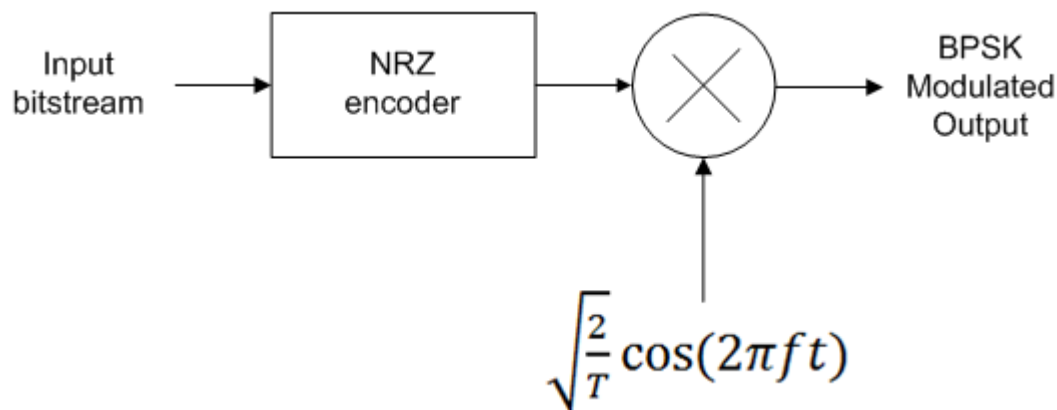 Input
bitstream
NRZ
encoder
BPSK
Modulated
Output
√(2/T) cos(2πft)